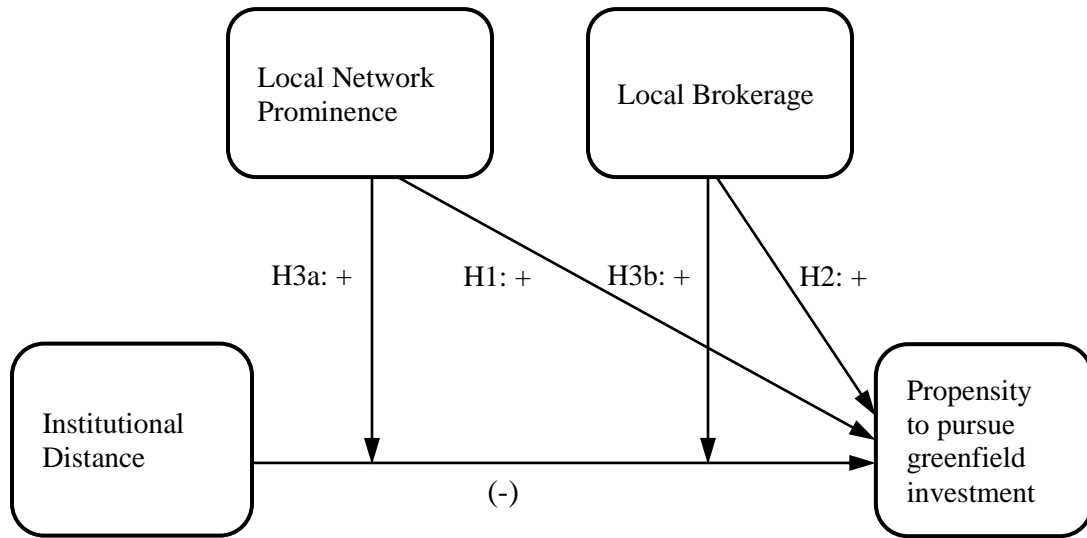 Local Network
Prominence
Local Brokerage
H3a: +
H1: +
H3b: +
H2: +
Institutional
Distance
(-)
Propensity
to pursue
greenfield
investment